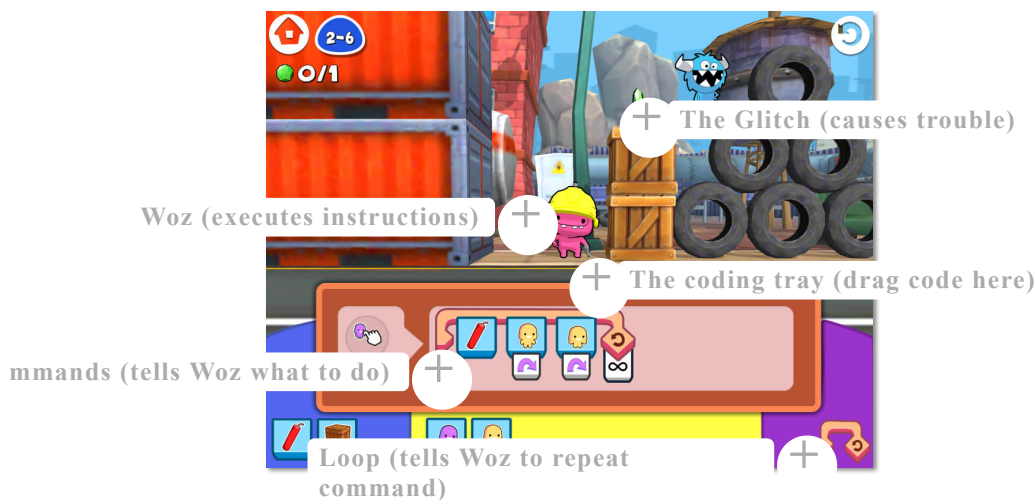 2-6
0/1
The Glitch (causes trouble)
Woz (executes instructions)
The coding tray (drag code here)
mmands (tells Woz what to do)
∞
Loop (tells Woz to repeat
command)